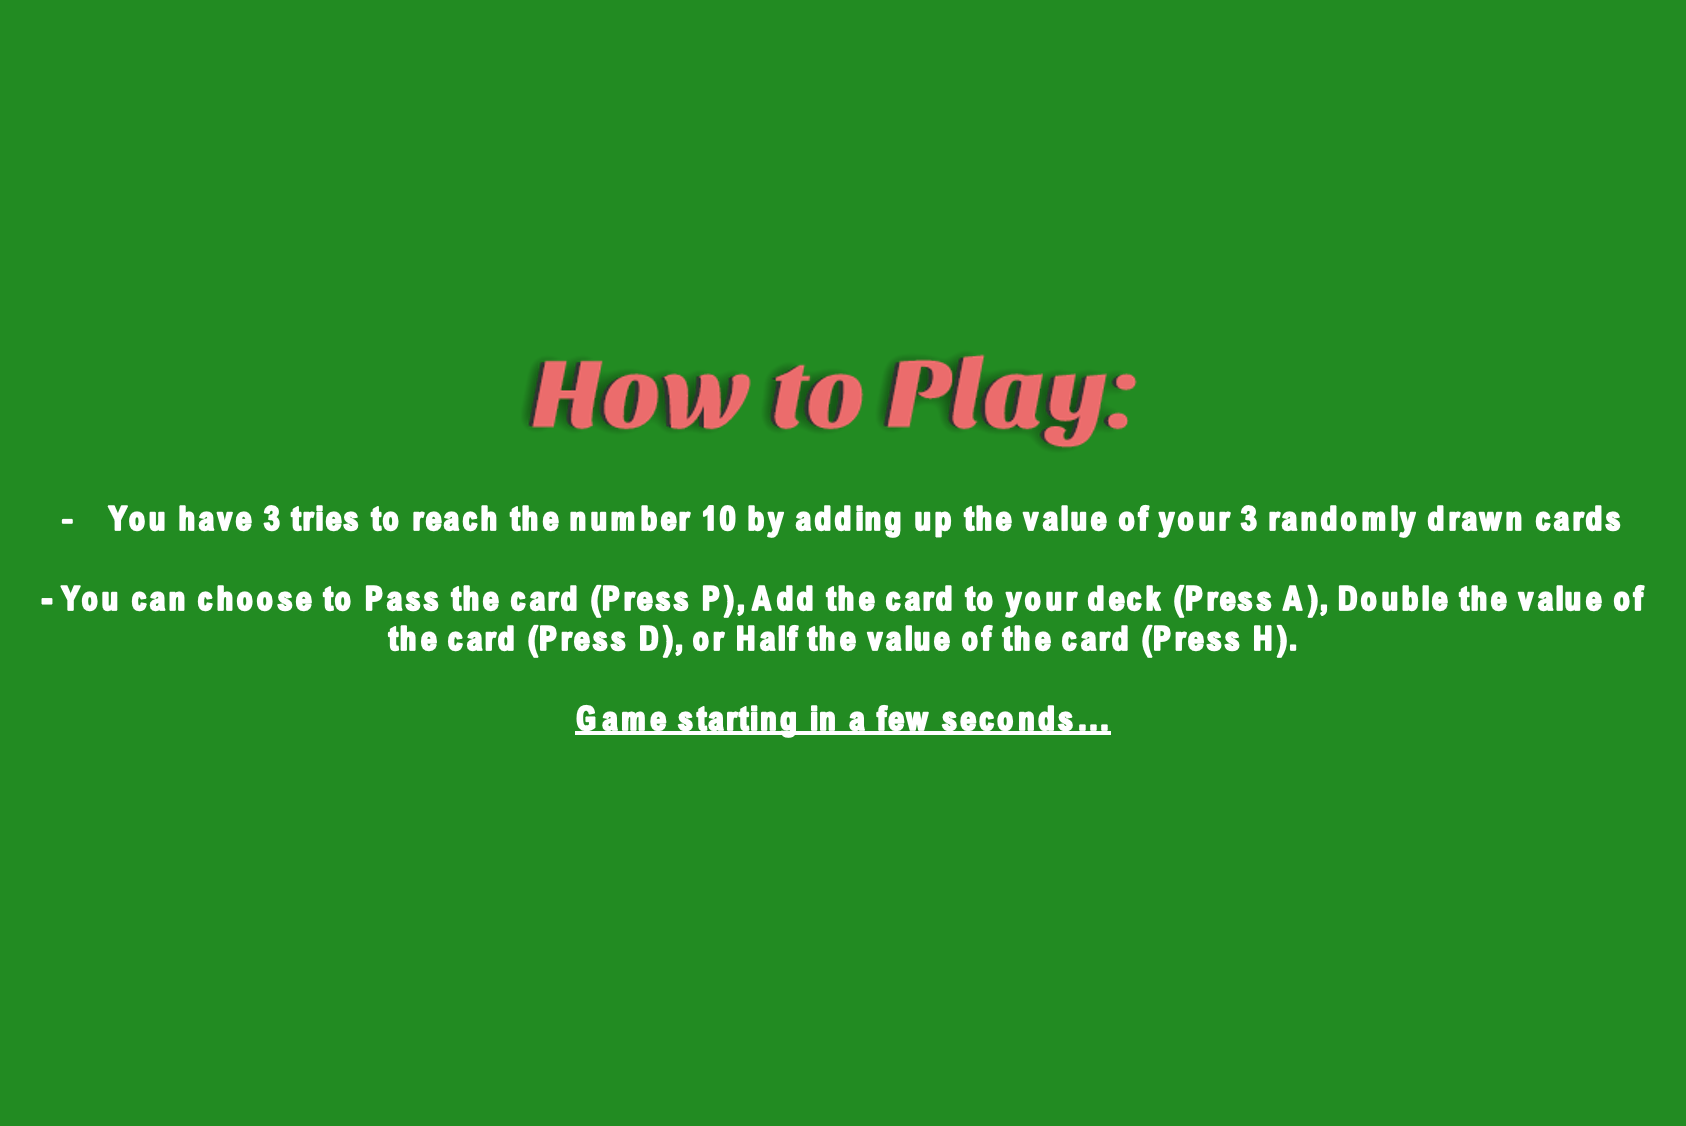 How to Play:
- You have 3 tries to reach the number 10 by adding up the value of your 3 randomly drawn cards
- You can choose to Pass the card (Press P), Add the card to your deck (Press A), Double the value of
the card (Press D), or Half the value of the card (Press H).
Game starting in a few seconds...